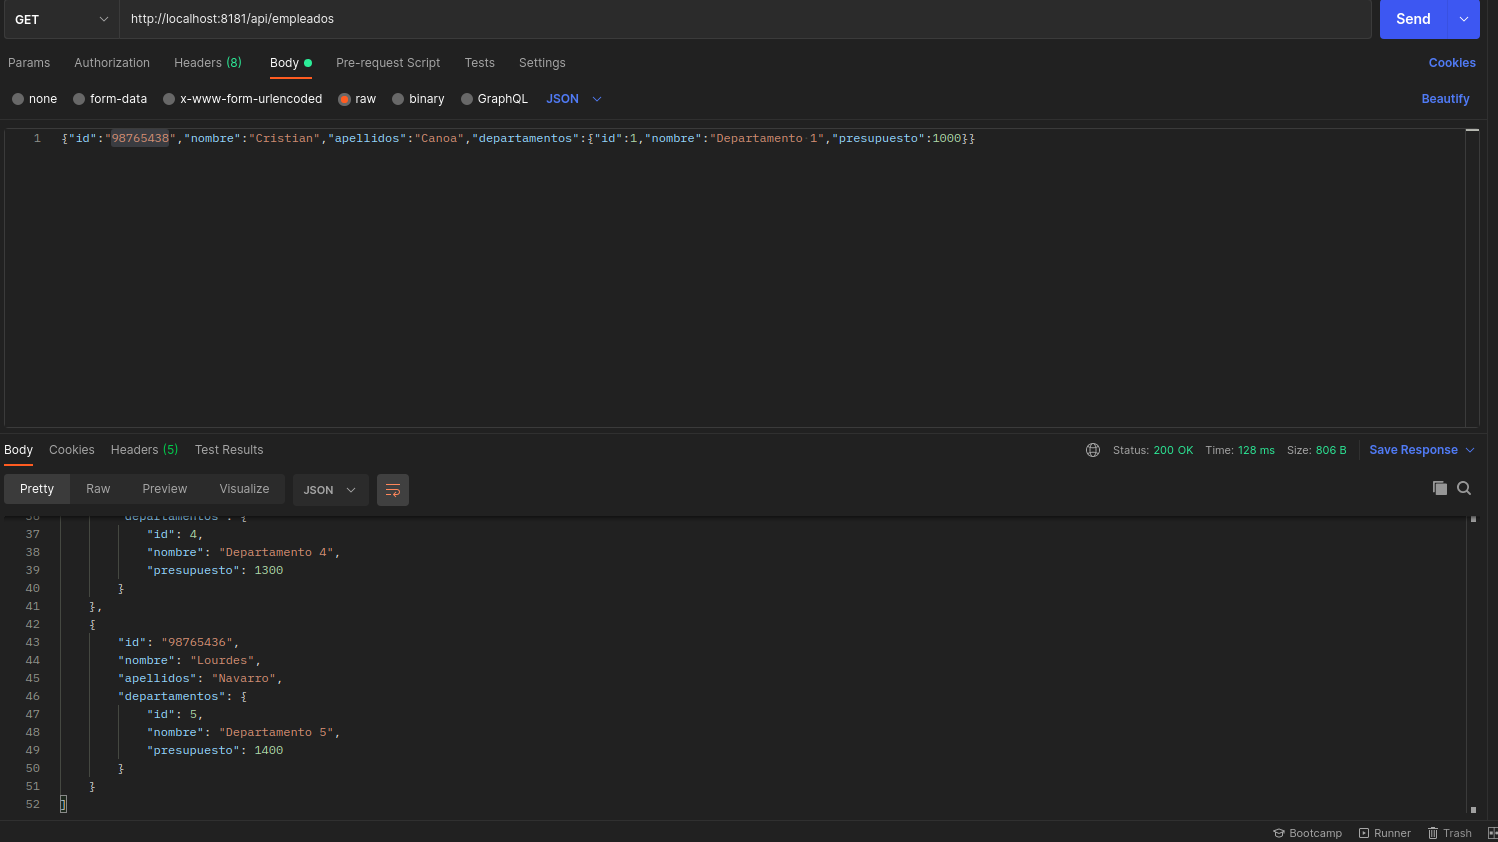 GET http://localhost:8181/api/empleados Send
Params Authorization Headers (8) Body Pre-request Script Tests Settings Cookies
none form-data x-www-form-urlencoded raw binary GraphQL JSON Beautify
1 {"id":"98765438","nombre":"Cristian","apellidos":"Canoa","departamentos":{"id":1,"nombre":"Departamento 1","presupuesto":1000}}
Body Cookies Headers (5) Test Results Status: 200 OK Time: 128 ms Size: 806 B Save Response
Pretty Raw Preview Visualize JSON
36 "departamentos": {
37 "id": 4,
38 "nombre": "Departamento 4",
39 "presupuesto": 1300
40 }
41 },
42 {
43 "id": "98765436",
44 "nombre": "Lourdes",
45 "apellidos": "Navarro",
46 "departamentos": {
47 "id": 5,
48 "nombre": "Departamento 5",
49 "presupuesto": 1400
50 }
51 }
52 ]
Bootcamp Runner Trash